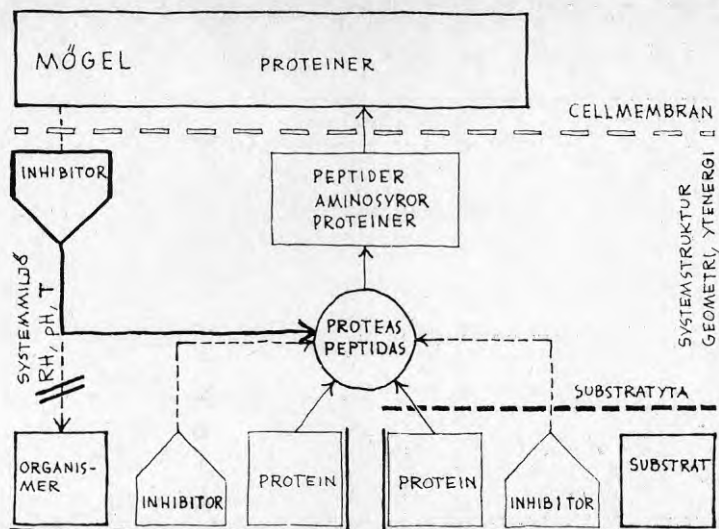 MÖGEL
PROTEINER
CELLMEMBRAN
INHIBITOR
PEPTIDER
AMINOSYROR
PROTEINER
SYSTEMSTRUKTUR
GEOMETRI, YTENERGI
SYSTEMMILJÖ
RH, PH, T
PROTEAS
PEPTIDAS
SUBSTRATYTA
ORGANIS-
MER
INHIBITOR
PROTEIN
PROTEIN
INHIBITOR
SUBSTRAT